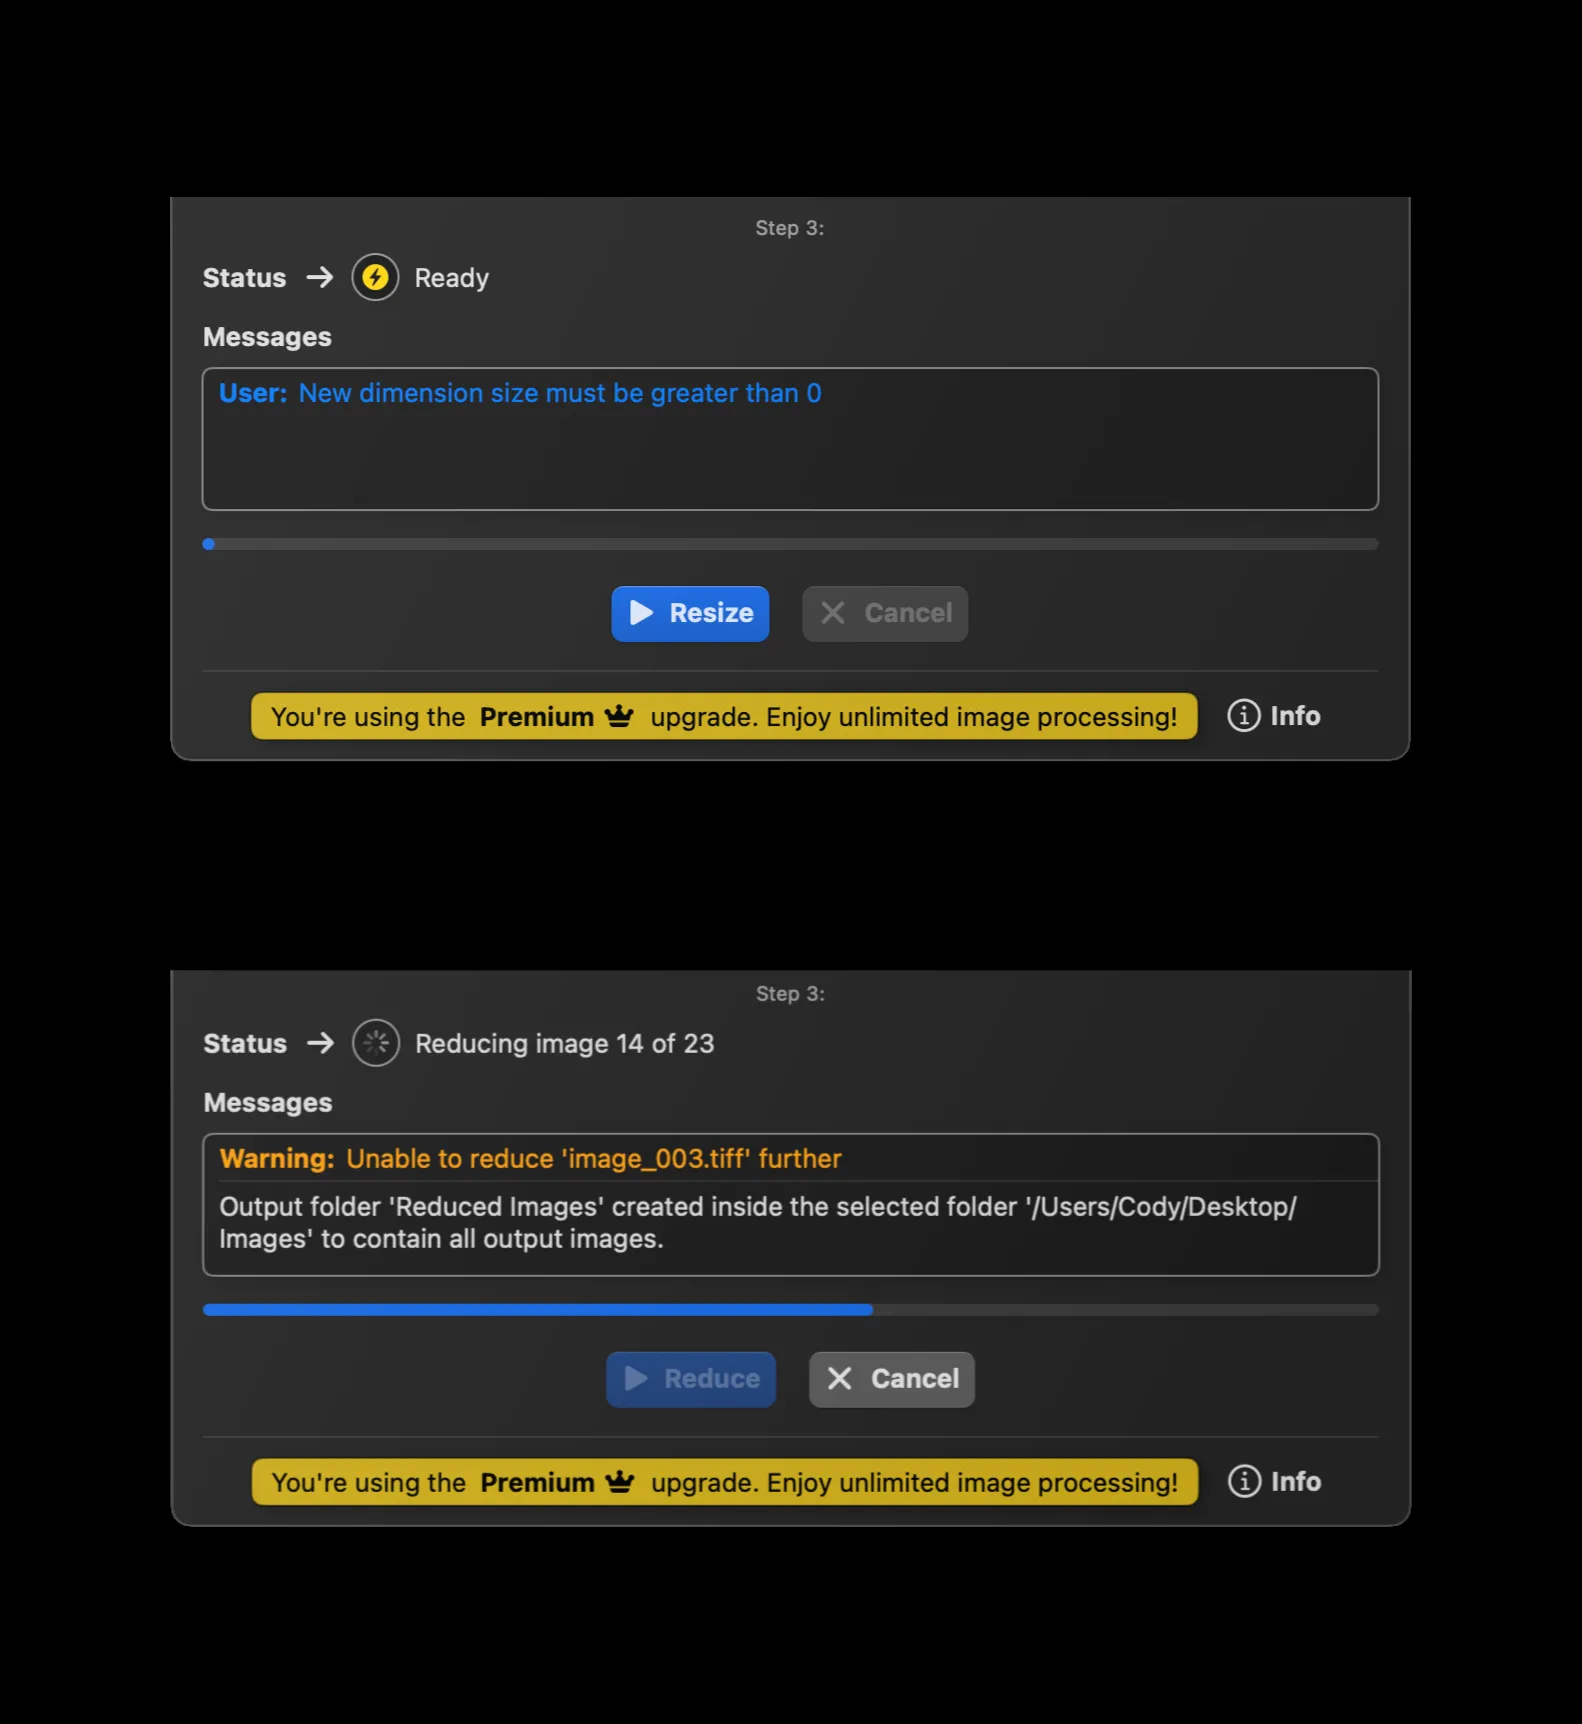 Step 3:
Status → Ready
Messages
User: New dimension size must be greater than 0
Resize
Cancel
You're using the Premium upgrade. Enjoy unlimited image processing!
Info
Step 3:
Status → Reducing image 14 of 23
Messages
Warning: Unable to reduce 'image_003.tiff' further
Output folder 'Reduced Images' created inside the selected folder '/Users/Cody/Desktop/
Images' to contain all output images.
Reduce
Cancel
You're using the Premium upgrade. Enjoy unlimited image processing!
Info